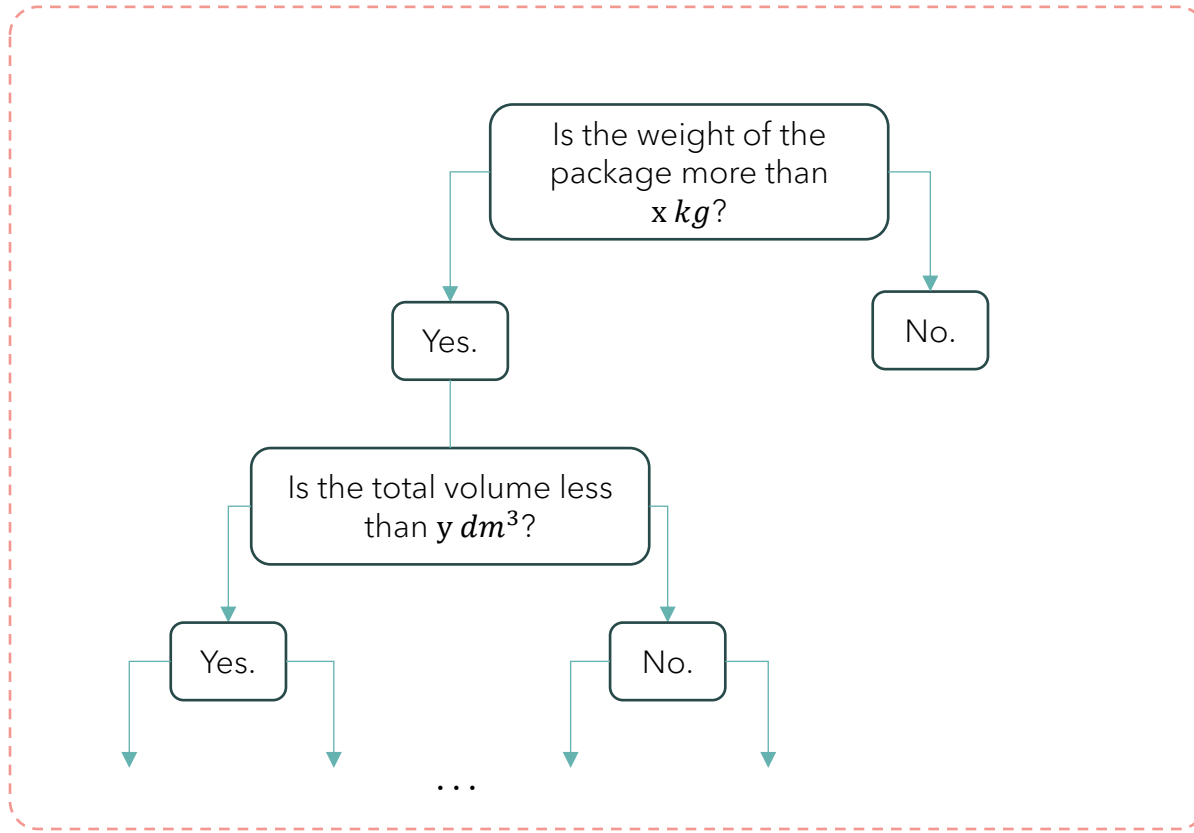 Is the weight of the
package more than
x kg?
Yes.
No.
Is the total volume less
than y dm³?
Yes.
No.
...